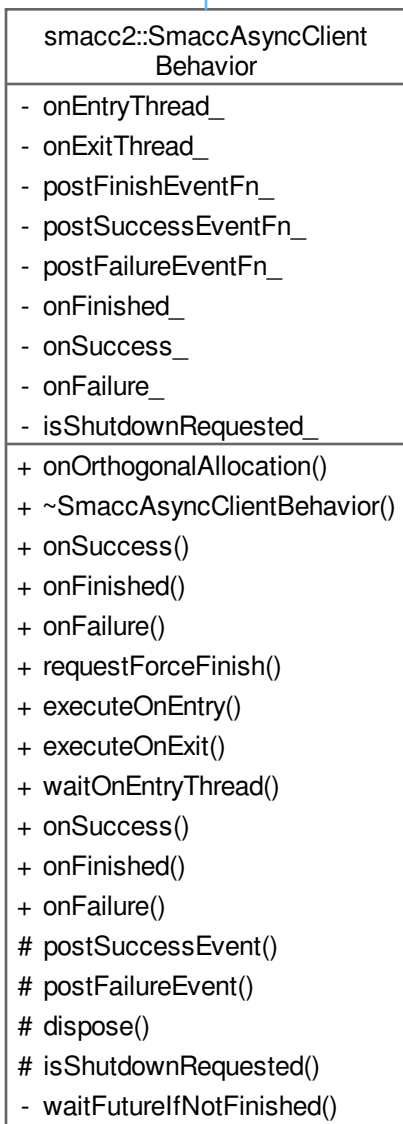 smacc2::SmaccAsyncClient
Behavior
- onEntryThread_
- onExitThread_
- postFinishEventFn_
- postSuccessEventFn_
- postFailureEventFn_
- onFinished_
- onSuccess_
- onFailure_
- isShutdownRequested_
+ onOrthogonalAllocation()
+ ~SmaccAsyncClientBehavior()
+ onSuccess()
+ onFinished()
+ onFailure()
+ requestForceFinish()
+ executeOnEntry()
+ executeOnExit()
+ waitOnEntryThread()
+ onSuccess()
+ onFinished()
+ onFailure()
# postSuccessEvent()
# postFailureEvent()
# dispose()
# isShutdownRequested()
- waitFutureIfNotFinished()